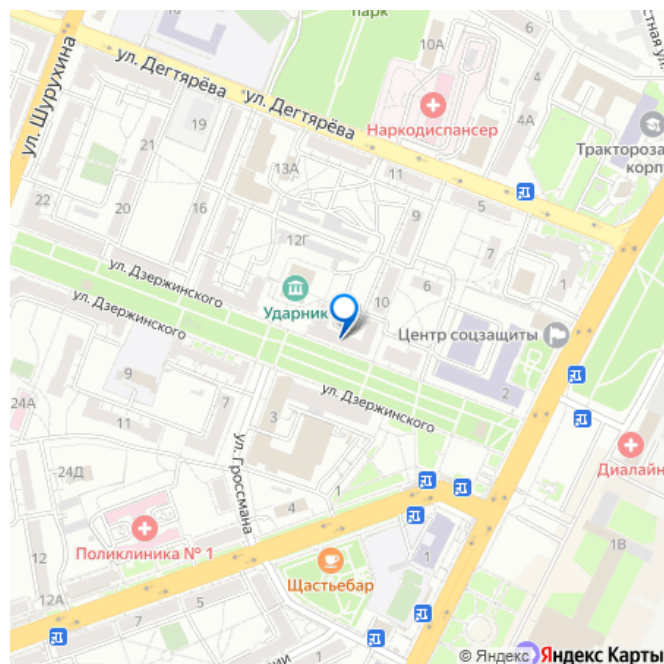 парк
10А
4
ул. Дегтярёва
ул. Дегтярёва
Наркодиспансер
4А
Тракторозав
корпу
ул. Шурухина
19
21
13А
11
22
20
16
9
5
12Г
7
1
ул. Дзержинского
Ударник
10
6
Центр соцзащиты
ул. Дзержинского
9
7
2
24А
11
3
ул. Дзержинского
ул. Гроссмана
Диалайн
24Д
1
4
Поликлиника № 1
1
1В
12
Щастьебар
12А
7
5
© Яндекс Яндекс Карты